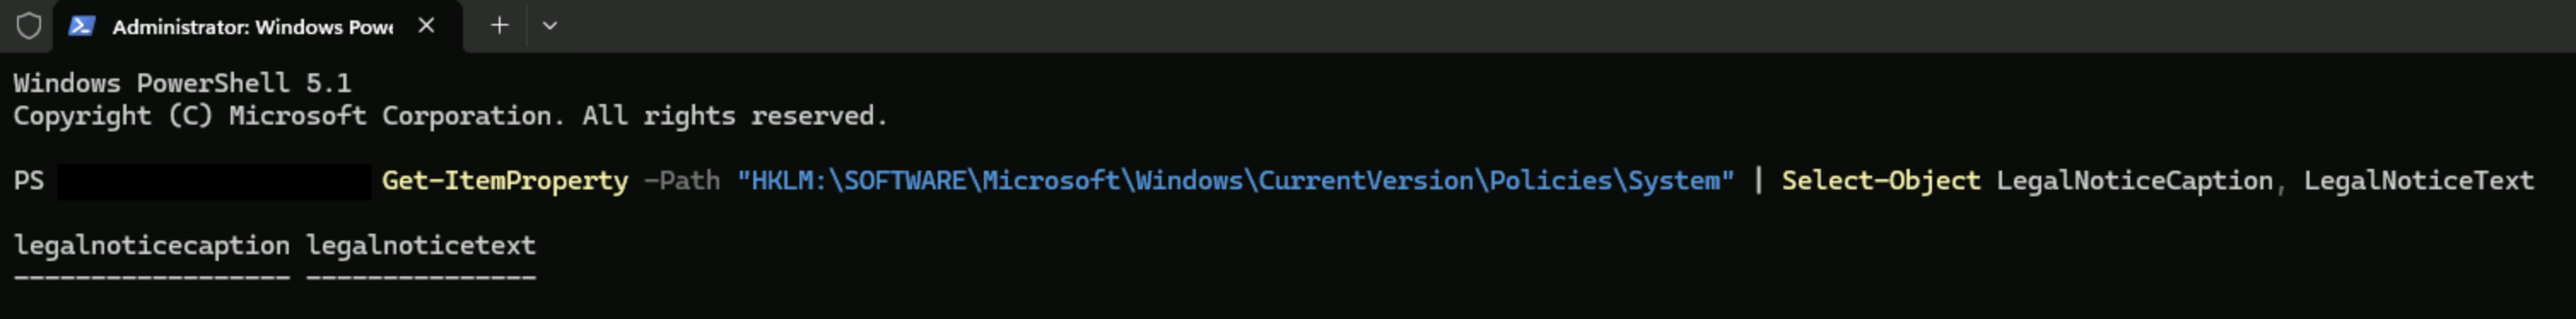 Administrator: Windows Powe
Windows PowerShell 5.1
Copyright (C) Microsoft Corporation. All rights reserved.
PS Get-ItemProperty -Path "HKLM:\SOFTWARE\Microsoft\Windows\CurrentVersion\Policies\System" | Select-Object LegalNoticeCaption, LegalNoticeText
legalnoticecaption legalnoticetext
------------------ ---------------